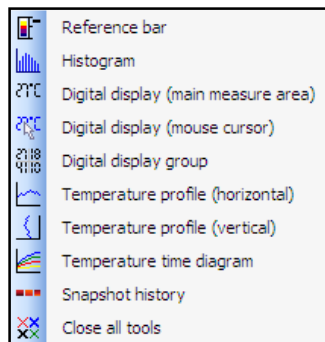 Reference bar
Histogram
Digital display (main measure area)
Digital display (mouse cursor)
Digital display group
Temperature profile (horizontal)
Temperature profile (vertical)
Temperature time diagram
Snapshot history
Close all tools